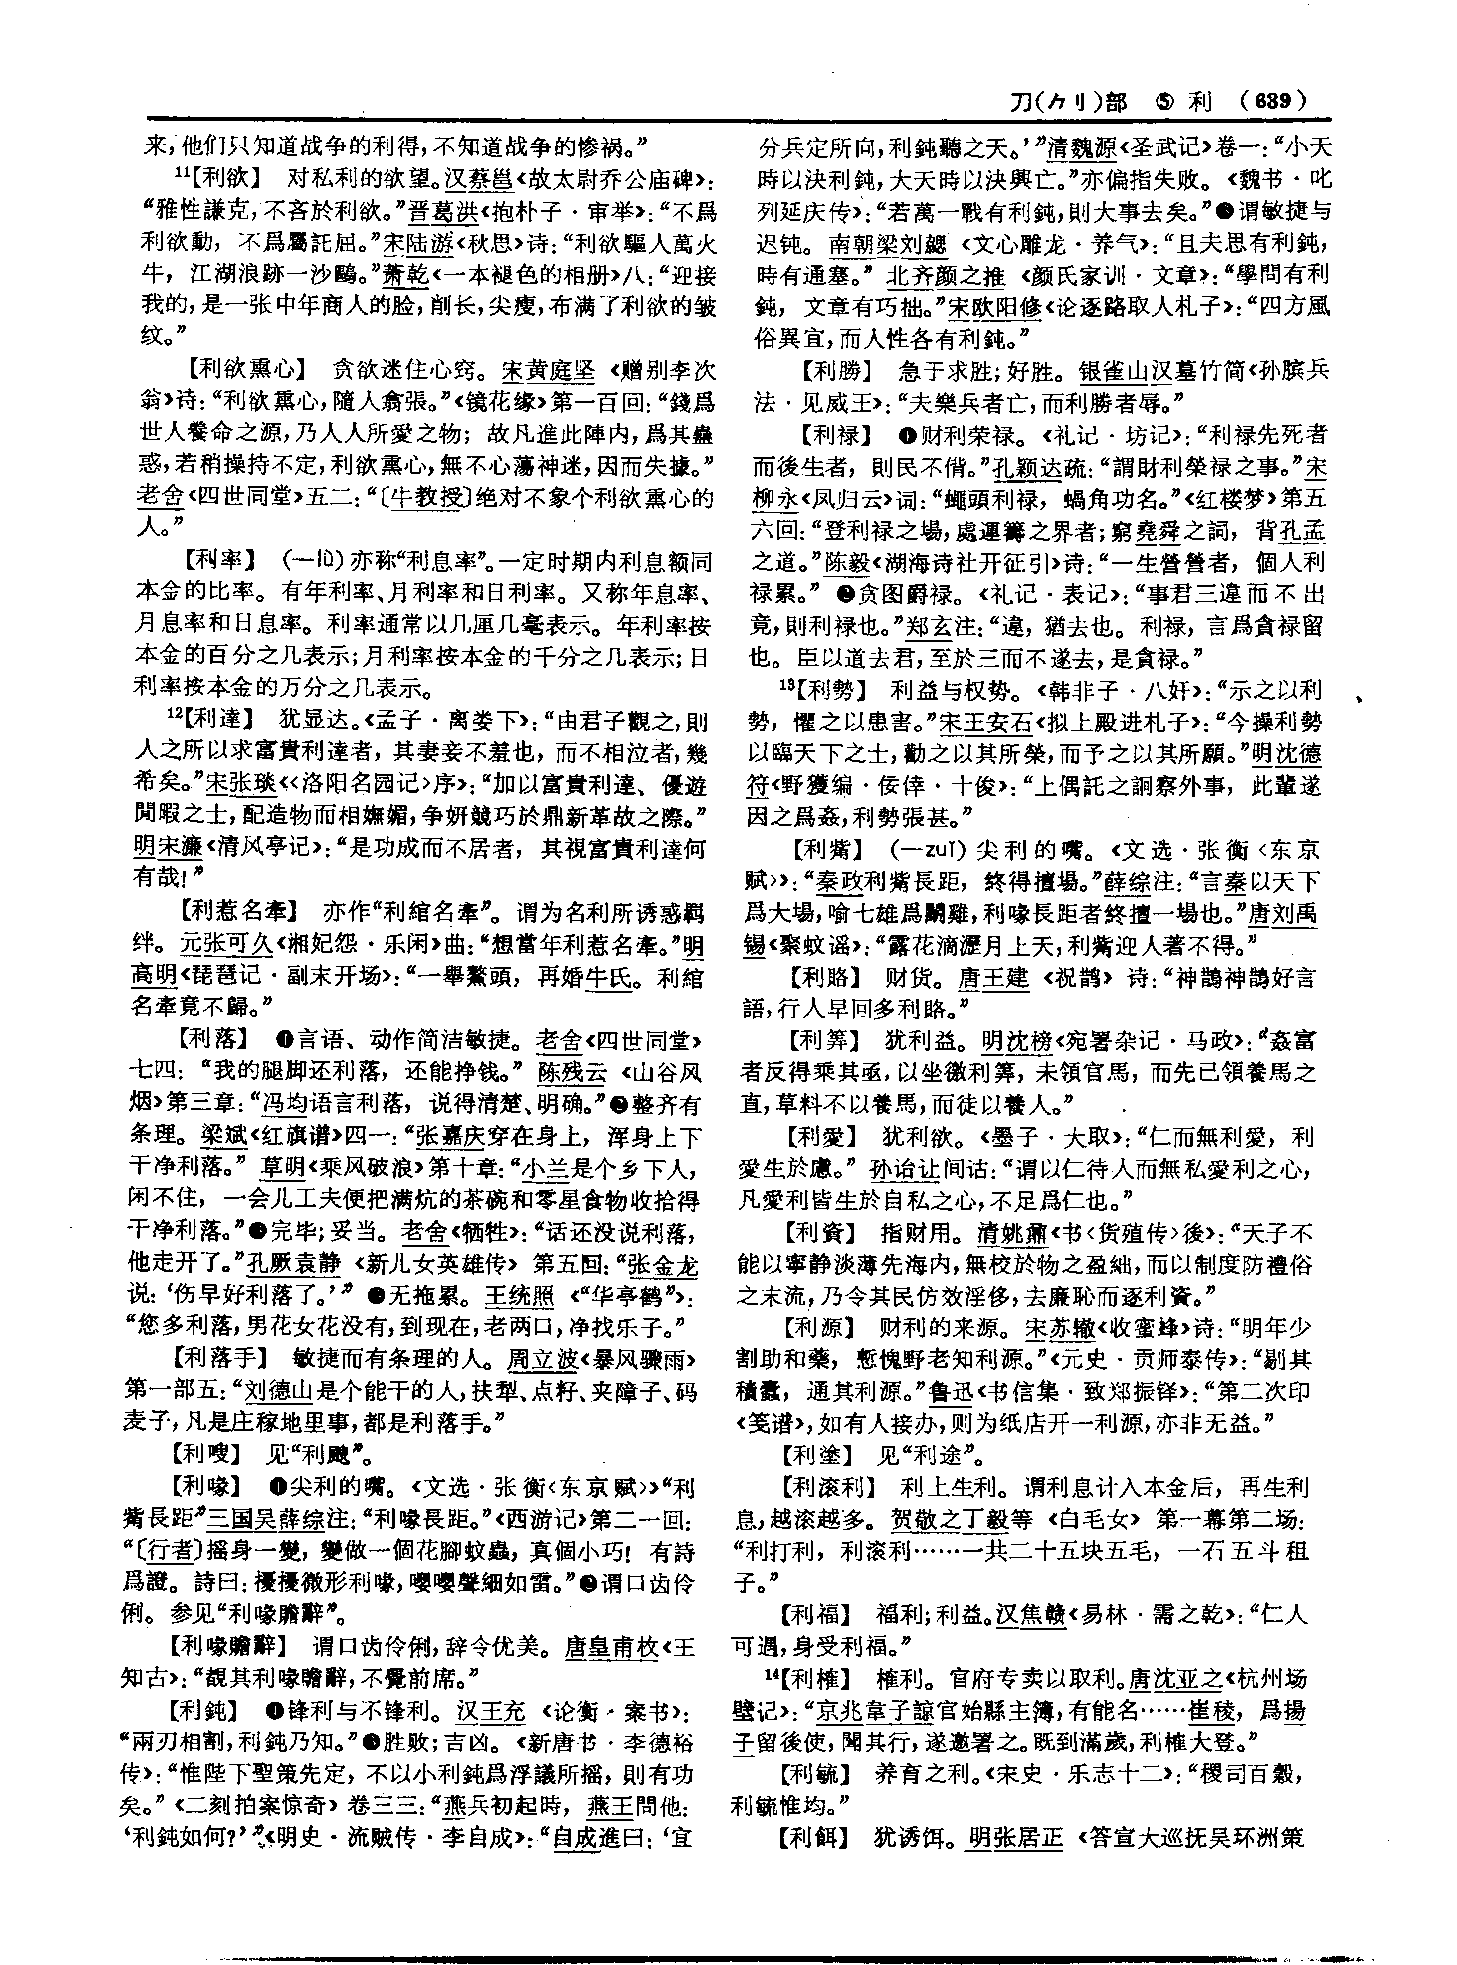 刀(⺈刂)部 ⑤ 利 (639)
来,他们只知道战争的利得,不知道战争的惨祸。”
11【利欲】 对私利的欲望。汉蔡邕《故太尉乔公庙碑》:
“雅性謙克,不吝於利欲。”晋葛洪《抱朴子·审举》:“不爲
利欲動,不爲屬託屈。”宋陆游《秋思》诗:“利欲驅人萬火
牛,江湖浪跡一沙鷗。”萧乾《一本褪色的相册》八:“迎接
我的,是一张中年商人的脸,削长,尖瘦,布满了利欲的皱
纹。”
【利欲熏心】 贪欲迷住心窍。宋黄庭坚《赠别李次
翁》诗:“利欲熏心,隨人翕張。”《镜花缘》第一百回:“錢爲
世人養命之源,乃人人所愛之物;故凡進此陣内,爲其蠱
惑,若稍操持不定,利欲熏心,無不心蕩神迷,因而失據。”
老舍《四世同堂》五二:“〔牛教授〕绝对不象个利欲熏心的
人。”
【利率】 (—lǜ)亦称“利息率”。一定时期内利息额同
本金的比率。有年利率、月利率和日利率。又称年息率、
月息率和日息率。利率通常以几厘几毫表示。年利率按
本金的百分之几表示;月利率按本金的千分之几表示;日
利率按本金的万分之几表示。
12【利達】 犹显达。《孟子·离娄下》:“由君子觀之,則
人之所以求富貴利達者,其妻妾不羞也,而不相泣者,幾
希矣。”宋张琰《〈洛阳名园记〉序》:“加以富貴利達、優遊
閒暇之士,配造物而相嫵媚,争妍競巧於鼎新革故之際。”
明宋濂《清风亭记》:“是功成而不居者,其視富貴利達何
有哉!”
【利惹名牽】 亦作“利綰名牽”。谓为名利所诱惑羁
绊。元张可久《湘妃怨·乐闲》曲:“想當年利惹名牽。”明
高明《琵琶记·副末开场》:“一舉鰲頭,再婚牛氏。利綰
名牽竟不歸。”
【利落】 ❶言语、动作简洁敏捷。老舍《四世同堂》
七四:“我的腿脚还利落,还能挣钱。”陈残云《山谷风
烟》第三章:“冯均语言利落,说得清楚、明确。”❷整齐有
条理。梁斌《红旗谱》四一:“张嘉庆穿在身上,浑身上下
干净利落。”草明《乘风破浪》第十章:“小兰是个乡下人,
闲不住,一会儿工夫便把满炕的茶碗和零星食物收拾得
干净利落。”❸完毕;妥当。老舍《牺牲》:“话还没说利落,
他走开了。”孔厥袁静《新儿女英雄传》第五回:“张金龙
说:‘伤早好利落了。’”❹无拖累。王统照《“华亭鹤”》:
“您多利落,男花女花没有,到现在,老两口,净找乐子。”
【利落手】 敏捷而有条理的人。周立波《暴风骤雨》
第一部五:“刘德山是个能干的人,扶犁、点籽、夹障子、码
麦子,凡是庄稼地里事,都是利落手。”
【利嗖】 见“利飕”。
【利喙】 ❶尖利的嘴。《文选·张衡〈东京赋〉》“利
觜長距”三国吴薛综注:“利喙長距。”《西游记》第二一回:
“〔行者〕摇身一變,變做一個花脚蚊蟲,真個小巧!有詩
爲證。詩曰:擾擾微形利喙,嚶嚶聲細如雷。”❷谓口齿伶
俐。参见“利喙贍辭”。
【利喙贍辭】 谓口齿伶俐,辞令优美。唐皇甫枚《王
知古》:“覩其利喙贍辭,不覺前席。”
【利鈍】 ❶锋利与不锋利。汉王充《论衡·案书》:
“兩刃相割,利鈍乃知。”❷胜败;吉凶。《新唐书·李德裕
传》:“惟陛下聖策先定,不以小利鈍爲浮議所摇,則有功
矣。”《二刻拍案惊奇》卷三三:“燕兵初起時,燕王問他:
‘利鈍如何?’”《明史·流贼传·李自成》:“自成進曰:‘宜
分兵定所向,利鈍聽之天。’”清魏源《圣武记》卷一:“小天
時以決利鈍,大天時以決興亡。”亦偏指失败。《魏书·叱
列延庆传》:“若萬一戰有利鈍,則大事去矣。”❸谓敏捷与
迟钝。南朝梁刘勰《文心雕龙·养气》:“且夫思有利鈍,
時有通塞。”北齐颜之推《颜氏家训·文章》:“學問有利
鈍,文章有巧拙。”宋欧阳修《论逐路取人札子》:“四方風
俗異宜,而人性各有利鈍。”
【利勝】 急于求胜;好胜。银雀山汉墓竹简《孙膑兵
法·见威王》:“夫樂兵者亡,而利勝者辱。”
【利禄】 ❶财利荣禄。《礼记·坊记》:“利禄先死者
而後生者,則民不偝。”孔颖达疏:“謂財利榮禄之事。”宋
柳永《凤归云》词:“蠅頭利禄,蝸角功名。”《红楼梦》第五
六回:“登利禄之場,處運籌之界者;窮堯舜之詞,背孔孟
之道。”陈毅《湖海诗社开征引》诗:“一生營營者,個人利
禄累。”❷贪图爵禄。《礼记·表记》:“事君三違而不出
竟,則利禄也。”郑玄注:“違,猶去也。利禄,言爲貪禄留
也。臣以道去君,至於三而不遂去,是貪禄。”
13【利勢】 利益与权势。《韩非子·八奸》:“示之以利
勢,懼之以患害。”宋王安石《拟上殿进札子》:“今操利勢
以臨天下之士,勸之以其所榮,而予之以其所願。”明沈德
符《野獲编·佞倖·十俊》:“上偶託之詗察外事,此輩遂
因之爲姦,利勢張甚。”
【利觜】 (—zuǐ)尖利的嘴。《文选·张衡〈东京
赋〉》:“秦政利觜長距,終得擅場。”薛综注:“言秦以天下
爲大場,喻七雄爲鬬雞,利喙長距者終擅一場也。”唐刘禹
锡《聚蚊谣》:“露花滴瀝月上天,利觜迎人著不得。”
【利賂】 财货。唐王建《祝鹊》诗:“神鵲神鵲好言
語,行人早回多利賂。”
【利筭】 犹利益。明沈榜《宛署杂记·马政》:“姦富
者反得乘其亟,以坐徼利筭,未領官馬,而先已領養馬之
直,草料不以養馬,而徒以養人。”
【利愛】 犹利欲。《墨子·大取》:“仁而無利愛,利
愛生於慮。”孙诒让间诂:“谓以仁待人而無私愛利之心,
凡愛利皆生於自私之心,不足爲仁也。”
【利資】 指财用。清姚鼐《书〈货殖传〉後》:“天子不
能以寧静淡薄先海内,無校於物之盈絀,而以制度防禮俗
之末流,乃令其民仿效淫侈,去廉恥而逐利資。”
【利源】 财利的来源。宋苏辙《收蜜蜂》诗:“明年少
割助和藥,慙愧野老知利源。”《元史·贡师泰传》:“剔其
積蠹,通其利源。”鲁迅《书信集·致郑振铎》:“第二次印
《笺谱》,如有人接办,则为纸店开一利源,亦非无益。”
【利塗】 见“利途”。
【利滚利】 利上生利。谓利息计入本金后,再生利
息,越滚越多。贺敬之丁毅等《白毛女》第一幕第二场:
“利打利,利滚利……一共二十五块五毛,一石五斗租
子。”
【利福】 福利;利益。汉焦赣《易林·需之乾》:“仁人
可遇,身受利福。”
14【利榷】 榷利。官府专卖以取利。唐沈亚之《杭州场
壁记》:“京兆韋子諒官始縣主簿,有能名……崔稜,爲揚
子留後使,聞其行,遂邀署之。既到滿歲,利榷大登。”
【利毓】 养育之利。《宋史·乐志十二》:“稷司百穀,
利毓惟均。”
【利餌】 犹诱饵。明张居正《答宣大巡抚吴环洲策